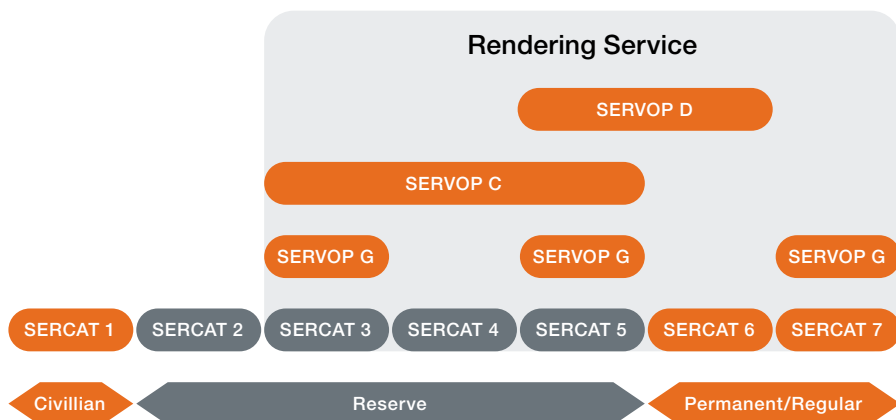 Rendering Service
SERVOP D
SERVOP C
SERVOP G SERVOP G SERVOP G
SERCAT 1 SERCAT 2 SERCAT 3 SERCAT 4 SERCAT 5 SERCAT 6 SERCAT 7
Civillian Reserve Permanent/Regular